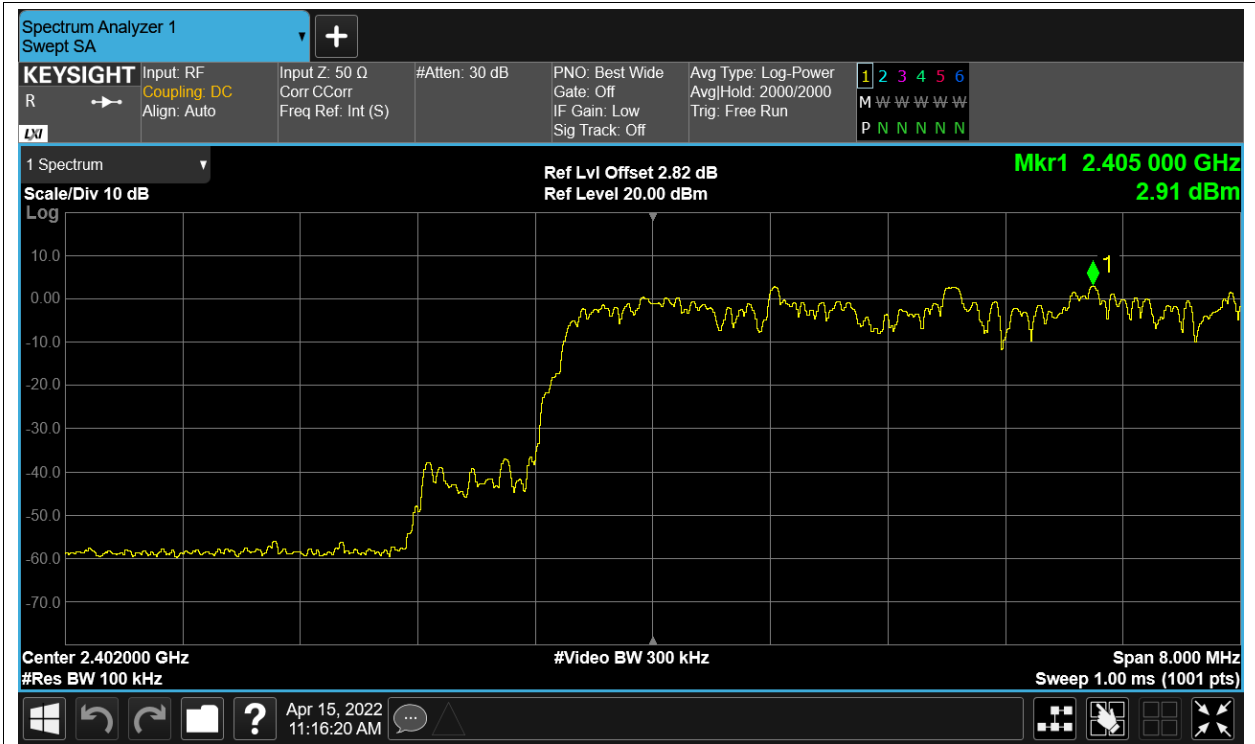 Spectrum Analyzer 1
Swept SA
KEYSIGHT
R
LXI
Input: RF
Coupling: DC
Align: Auto
Input Z: 50 Ω
Corr CCorr
Freq Ref: Int (S)
#Atten: 30 dB
PNO: Best Wide
Gate: Off
IF Gain: Low
Sig Track: Off
Avg Type: Log-Power
Avg|Hold: 2000/2000
Trig: Free Run
1 2 3 4 5 6
M W W W W W
P N N N N N
1 Spectrum
Scale/Div 10 dB
Ref Lvl Offset 2.82 dB
Ref Level 20.00 dBm
Mkr1 2.405 000 GHz
2.91 dBm
Log
10.0
0.00
-10.0
-20.0
-30.0
-40.0
-50.0
-60.0
-70.0
1
Center 2.402000 GHz
#Res BW 100 kHz
#Video BW 300 kHz
Span 8.000 MHz
Sweep 1.00 ms (1001 pts)
?
Apr 15, 2022
11:16:20 AM